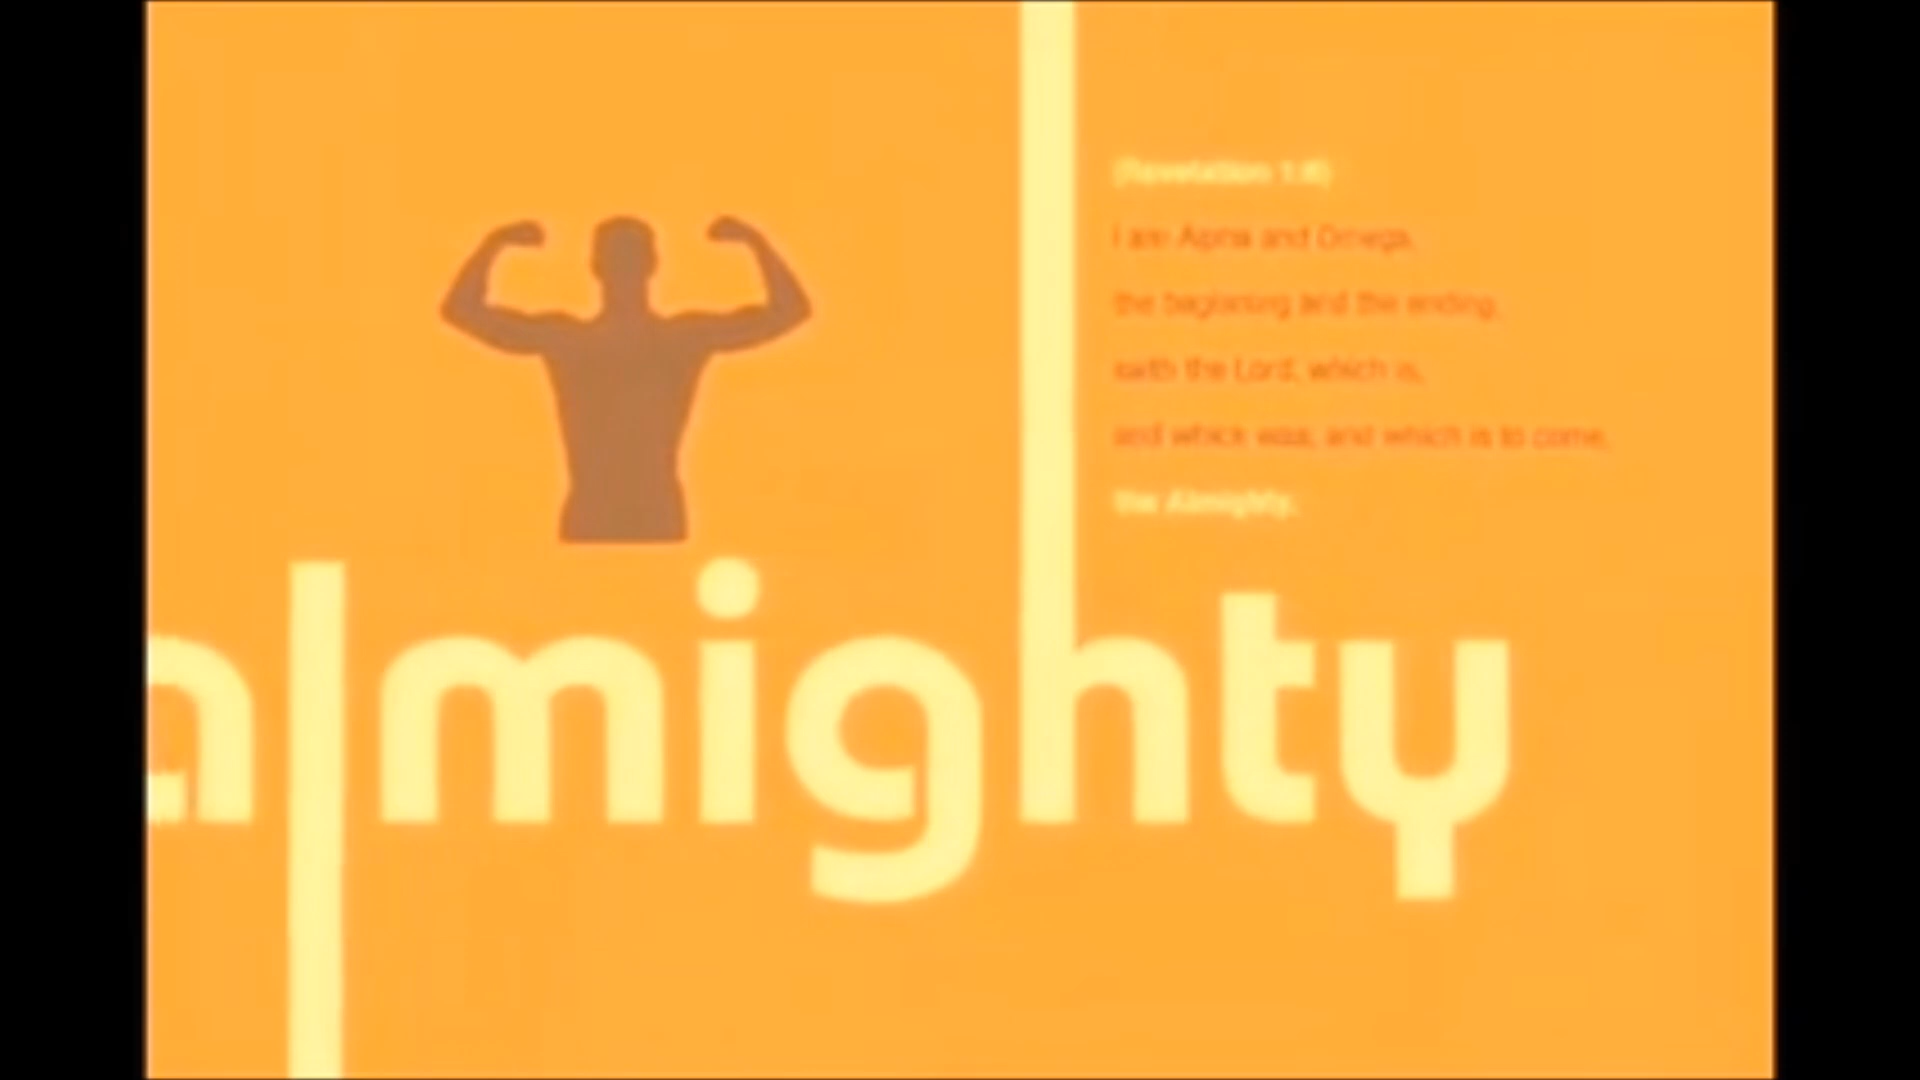 (Revelation 1:8)
I am Alpha and Omega,
the beginning and the ending,
saith the Lord, which is,
and which was, and which is to come,
the Almighty.
almighty